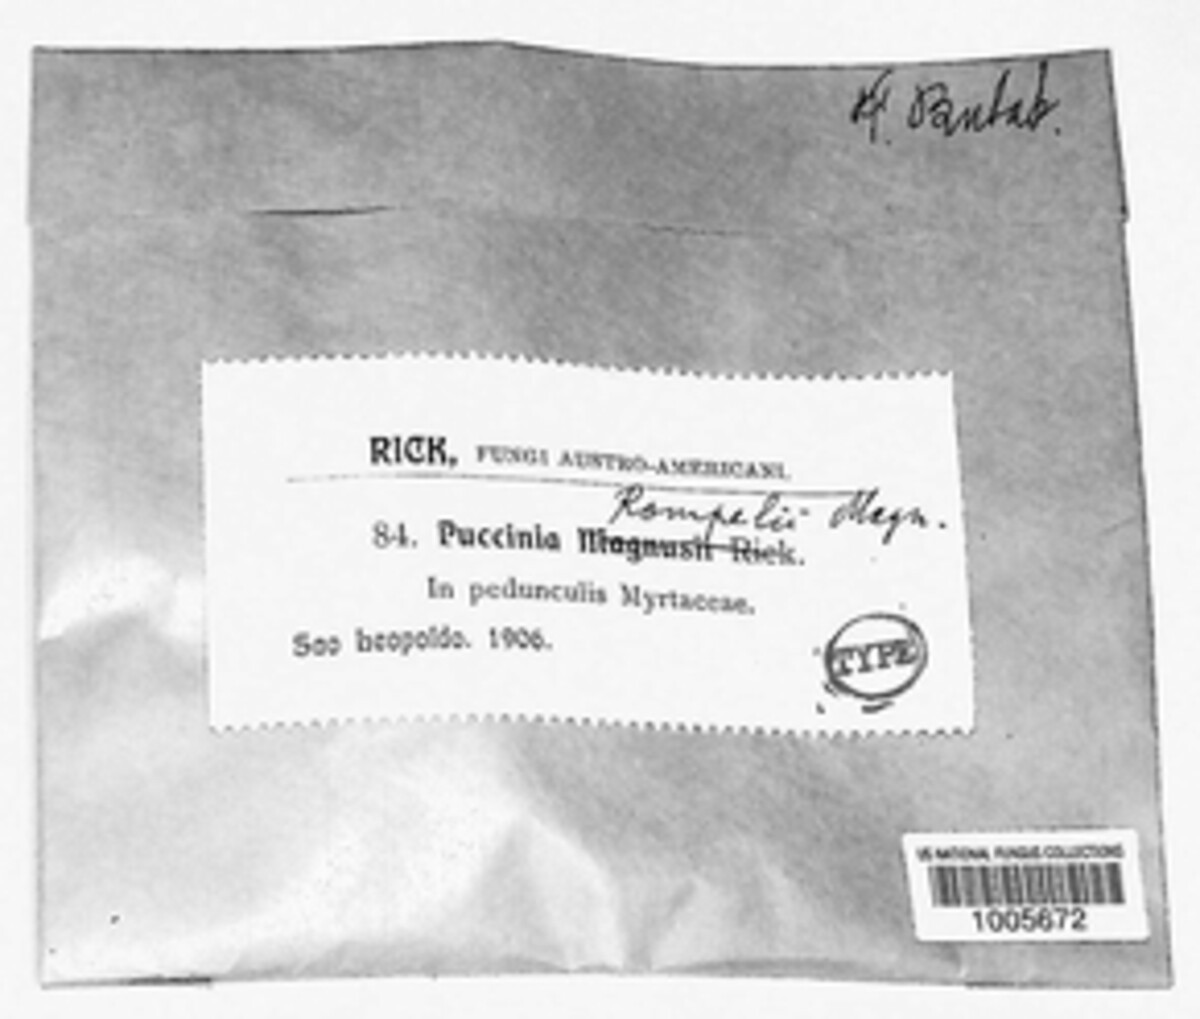 RICK, FUNGI AUSTRO-AMERICANI.
Rompelii Magn.
84. Puccinia Magnusii Rick.
In pedunculis Myrtaceae.
Sao Leopoldo. 1906.
TYPE
US NATIONAL FUNGUS COLLECTIONS
1005672